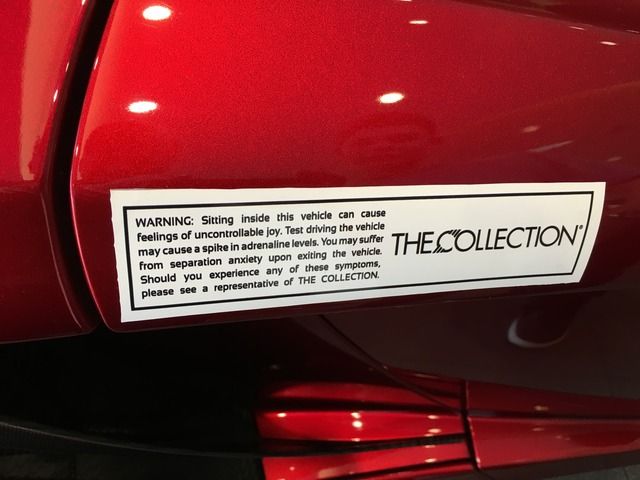 WARNING: Sitting inside this vehicle can cause
feelings of uncontrollable joy. Test driving the vehicle
may cause a spike in adrenaline levels. You may suffer
from separation anxiety upon exiting the vehicle.
Should you experience any of these symptoms,
please see a representative of THE COLLECTION.
THE COLLECTION®